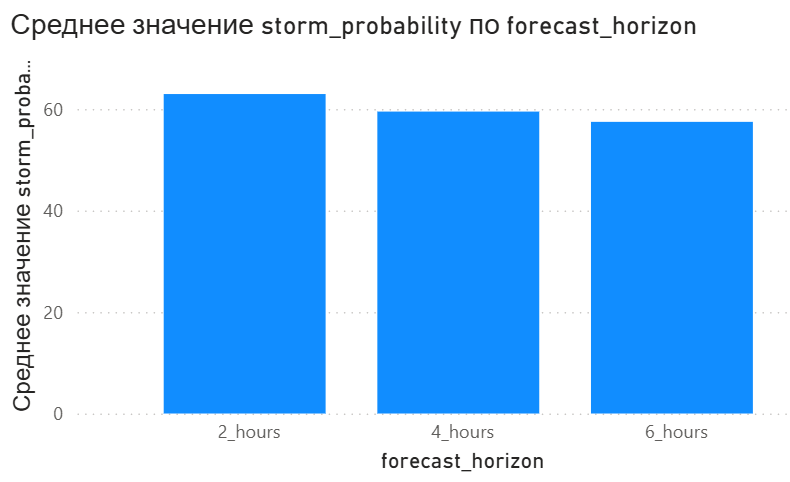 Среднее значение storm_probability по forecast_horizon
Среднее значение storm_proba...
60
40
20
0
2_hours
4_hours
6_hours
forecast_horizon